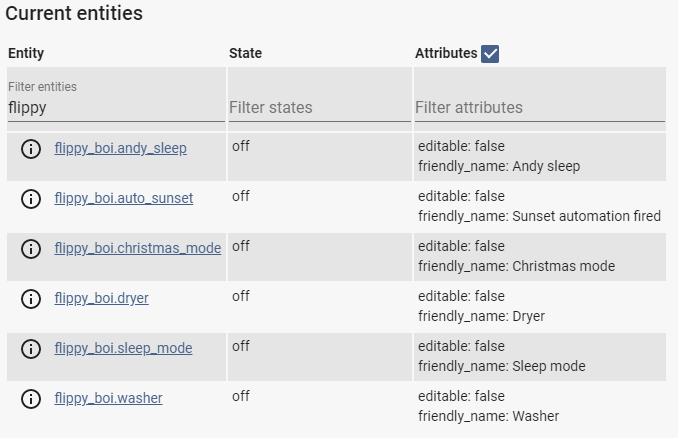 Current entities
Entity State Attributes
Filter entities
flippy Filter states Filter attributes
flippy_boi.andy_sleep off editable: false
friendly_name: Andy sleep
flippy_boi.auto_sunset off editable: false
friendly_name: Sunset automation fired
flippy_boi.christmas_mode off editable: false
friendly_name: Christmas mode
flippy_boi.dryer off editable: false
friendly_name: Dryer
flippy_boi.sleep_mode off editable: false
friendly_name: Sleep mode
flippy_boi.washer off editable: false
friendly_name: Washer